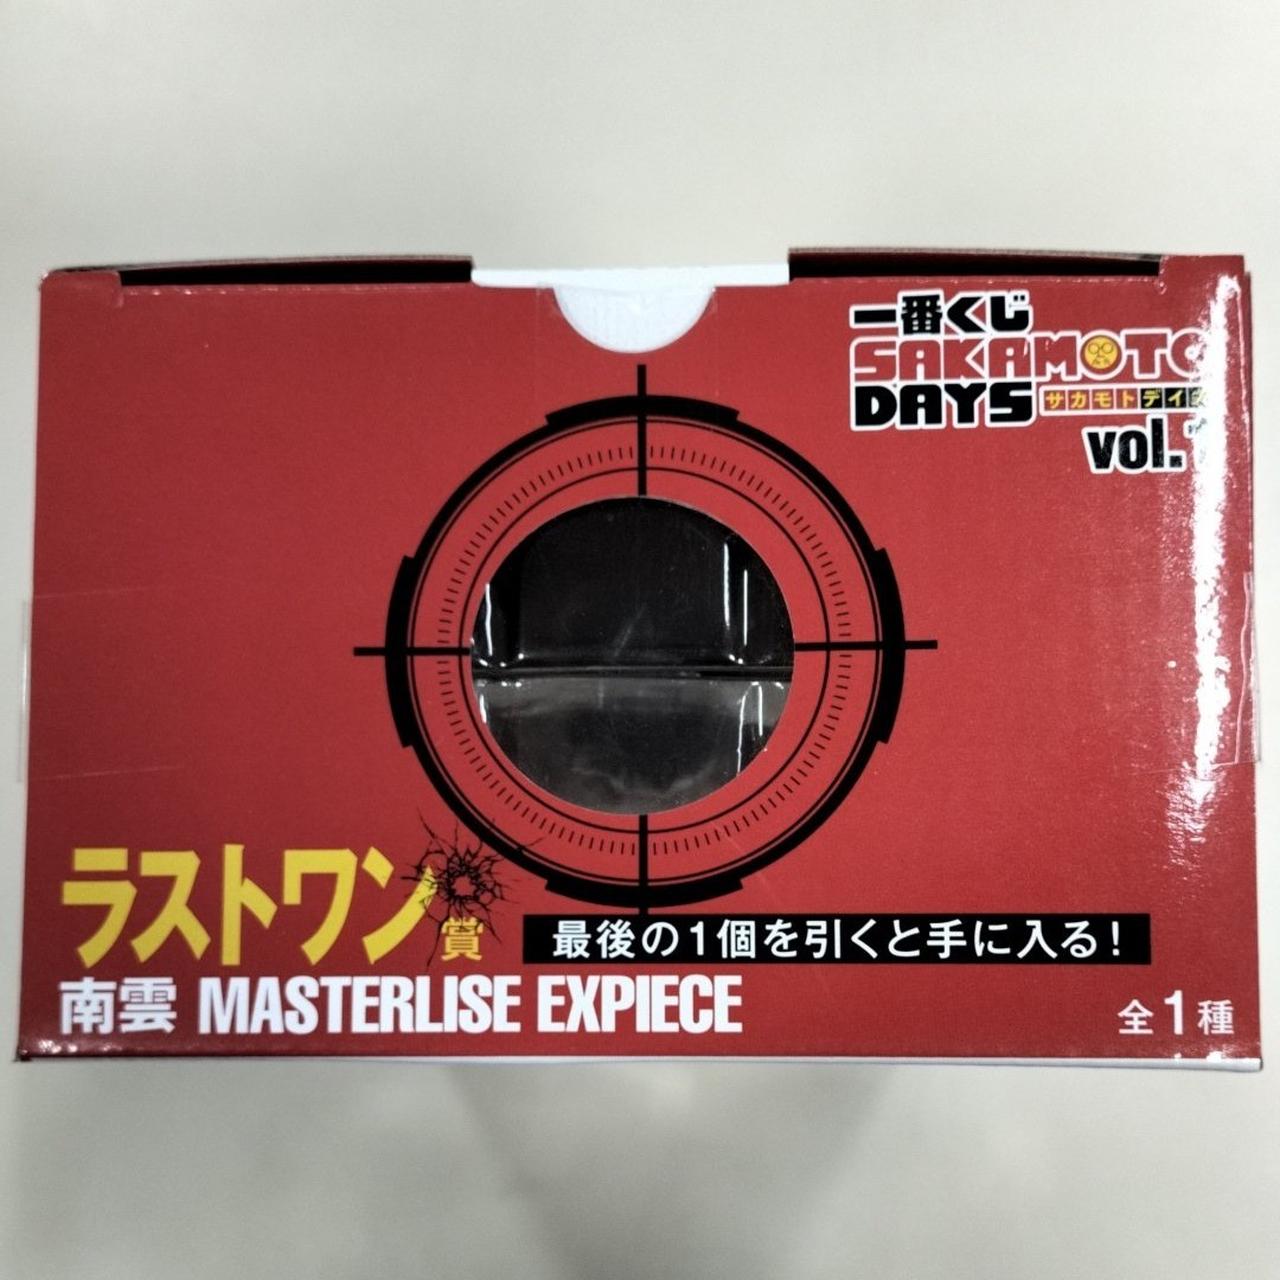 一番くじ
SAKAMOTO
DAYS サカモトデイズ
vol.
ラストワン賞
最後の1個を引くと手に入る!
南雲 MASTERLISE EXPIECE
全1種